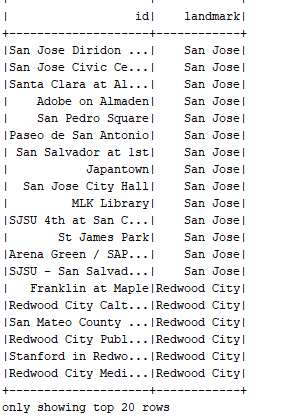 |                  id|    landmark|
+--------------------+------------+
|San Jose Diridon ...|    San Jose|
|San Jose Civic Ce...|    San Jose|
|Santa Clara at Al...|    San Jose|
|    Adobe on Almaden|    San Jose|
|    San Pedro Square|    San Jose|
|Paseo de San Antonio|    San Jose|
| San Salvador at 1st|    San Jose|
|           Japantown|    San Jose|
|  San Jose City Hall|    San Jose|
|         MLK Library|    San Jose|
|SJSU 4th at San C...|    San Jose|
|       St James Park|    San Jose|
|Arena Green / SAP...|    San Jose|
|SJSU - San Salvad...|    San Jose|
|   Franklin at Maple|Redwood City|
|Redwood City Calt...|Redwood City|
|San Mateo County ...|Redwood City|
|Redwood City Publ...|Redwood City|
|Stanford in Redwo...|Redwood City|
|Redwood City Medi...|Redwood City|
+--------------------+------------+
only showing top 20 rows